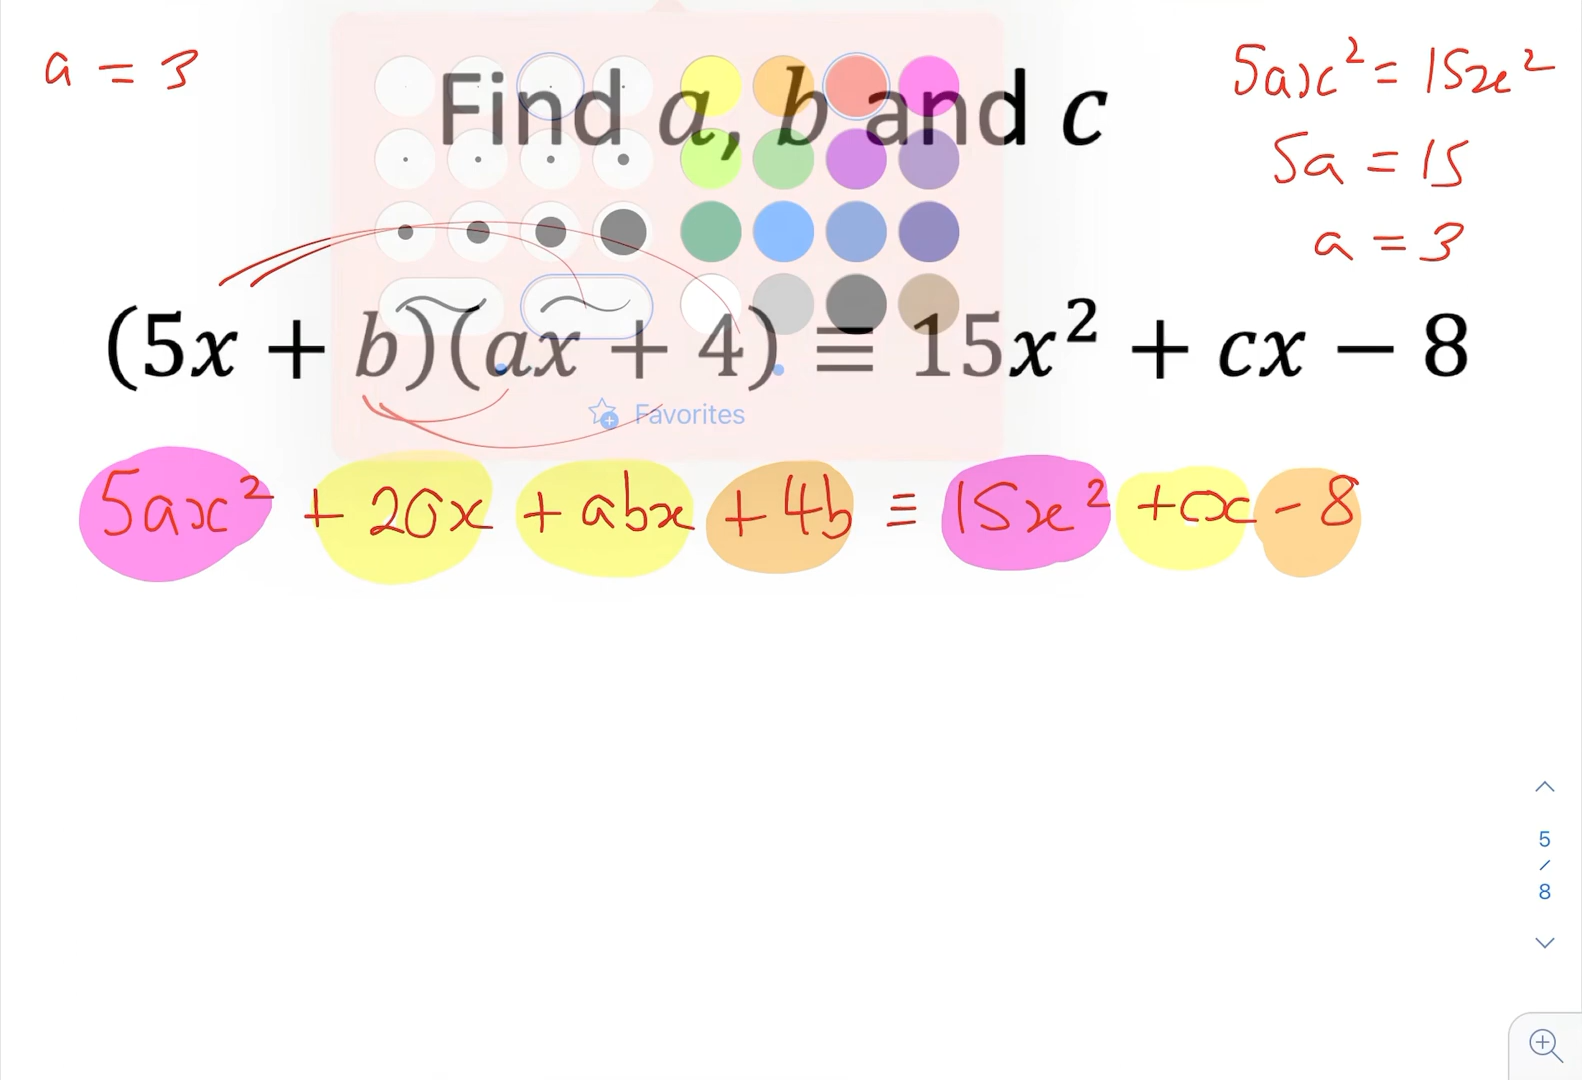 a = 3
Find a, b and c
5ax² = 15x²
5a = 15
a = 3
(5x + b)(ax + 4) ≡ 15x² + cx − 8
Favorites
5ax² + 20x + abx + 4b ≡ 15x² + cx − 8
5
/
8